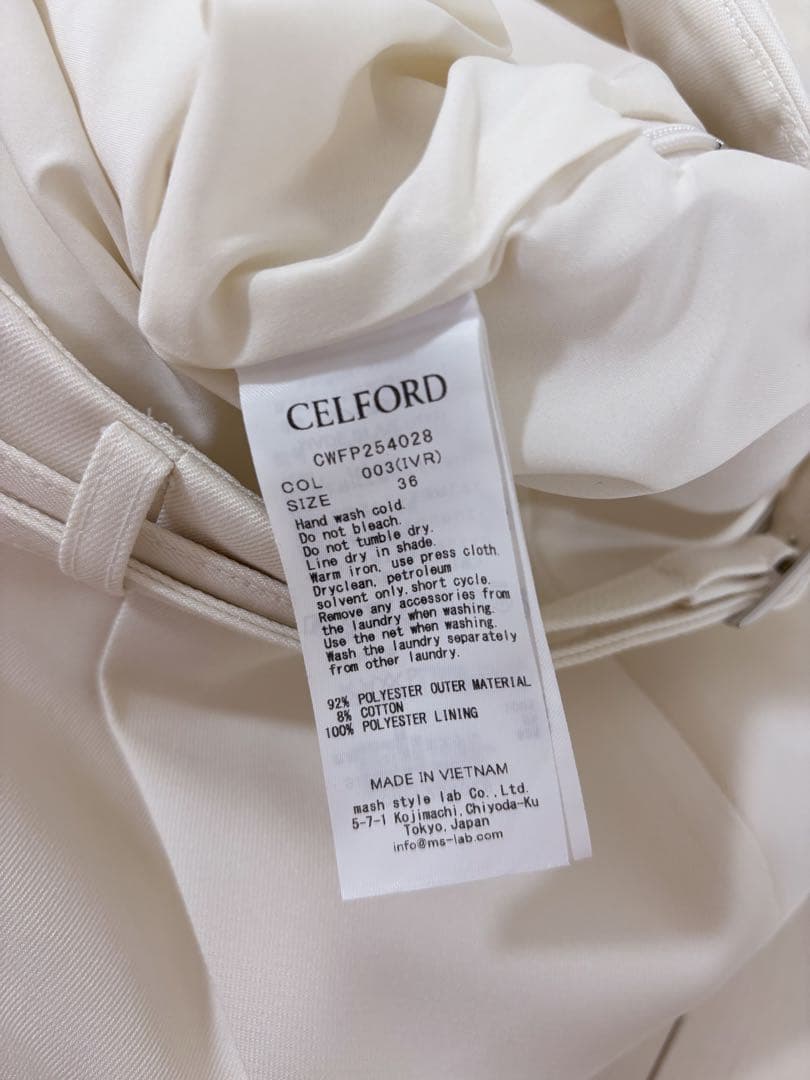 CELFORD
CWFP254028
COL 003(IVR)
SIZE 36
Hand wash cold.
Do not bleach.
Do not tumble dry.
Line dry in shade.
Warm iron, use press cloth.
Dryclean, petroleum
solvent only, short cycle.
Remove any accessories from
the laundry when washing.
Use the net when washing.
Wash the laundry separately
from other laundry.
92% POLYESTER OUTER MATERIAL
8% COTTON
100% POLYESTER LINING
MADE IN VIETNAM
mash style lab Co.,Ltd.
5-7-1 Kojimachi,Chiyoda-Ku
Tokyo,Japan
info@ms-lab.com